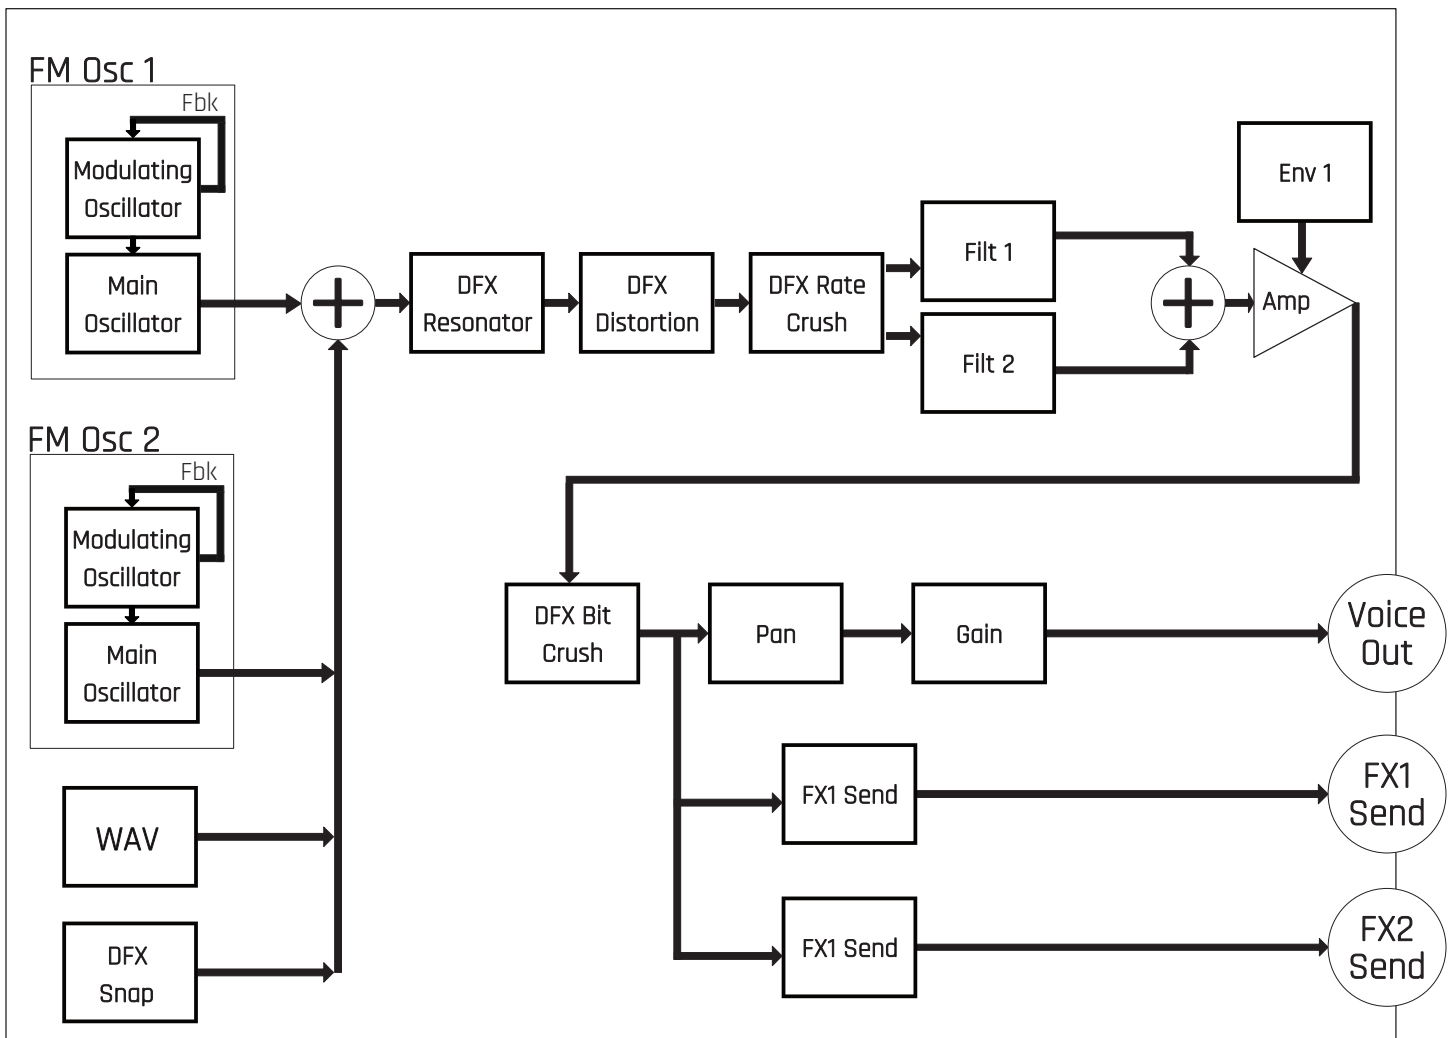 FM Osc 1
Fbk
Modulating
Oscillator
Main
Oscillator
DFX
Resonator
DFX
Distortion
DFX Rate
Crush
Filt 1
Filt 2
Env 1
Amp
FM Osc 2
Fbk
Modulating
Oscillator
Main
Oscillator
WAV
DFX
Snap
DFX Bit
Crush
Pan
Gain
Voice
Out
FX1 Send
FX1
Send
FX1 Send
FX2
Send